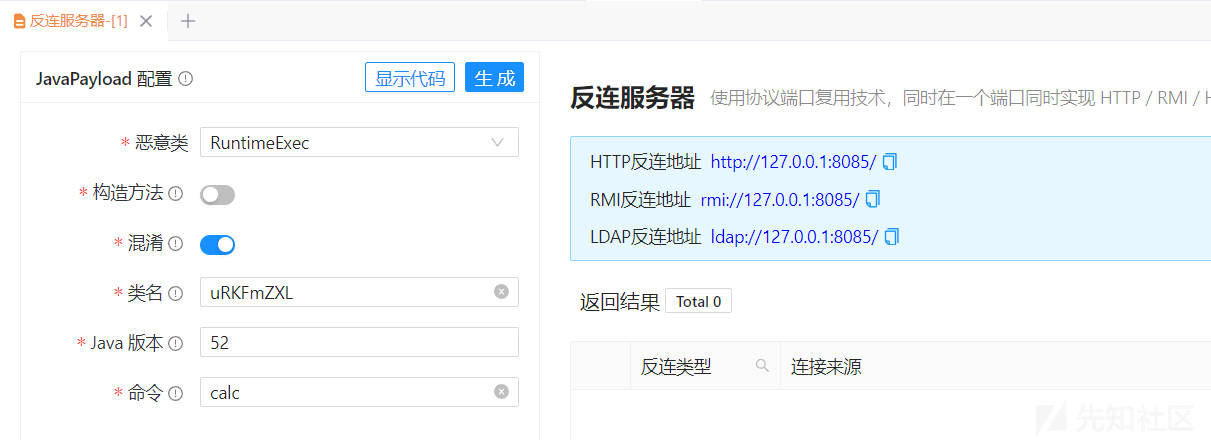 反连服务器-[1]
JavaPayload 配置
显示代码
生 成
* 恶意类
RuntimeExec
* 构造方法
* 混淆
* 类名
uRKFmZXL
* Java 版本
52
* 命令
calc
反连服务器 使用协议端口复用技术，同时在一个端口同时实现 HTTP / RMI / H
HTTP反连地址 http://127.0.0.1:8085/
RMI反连地址 rmi://127.0.0.1:8085/
LDAP反连地址 ldap://127.0.0.1:8085/
返回结果 Total 0
反连类型 连接来源
先知社区